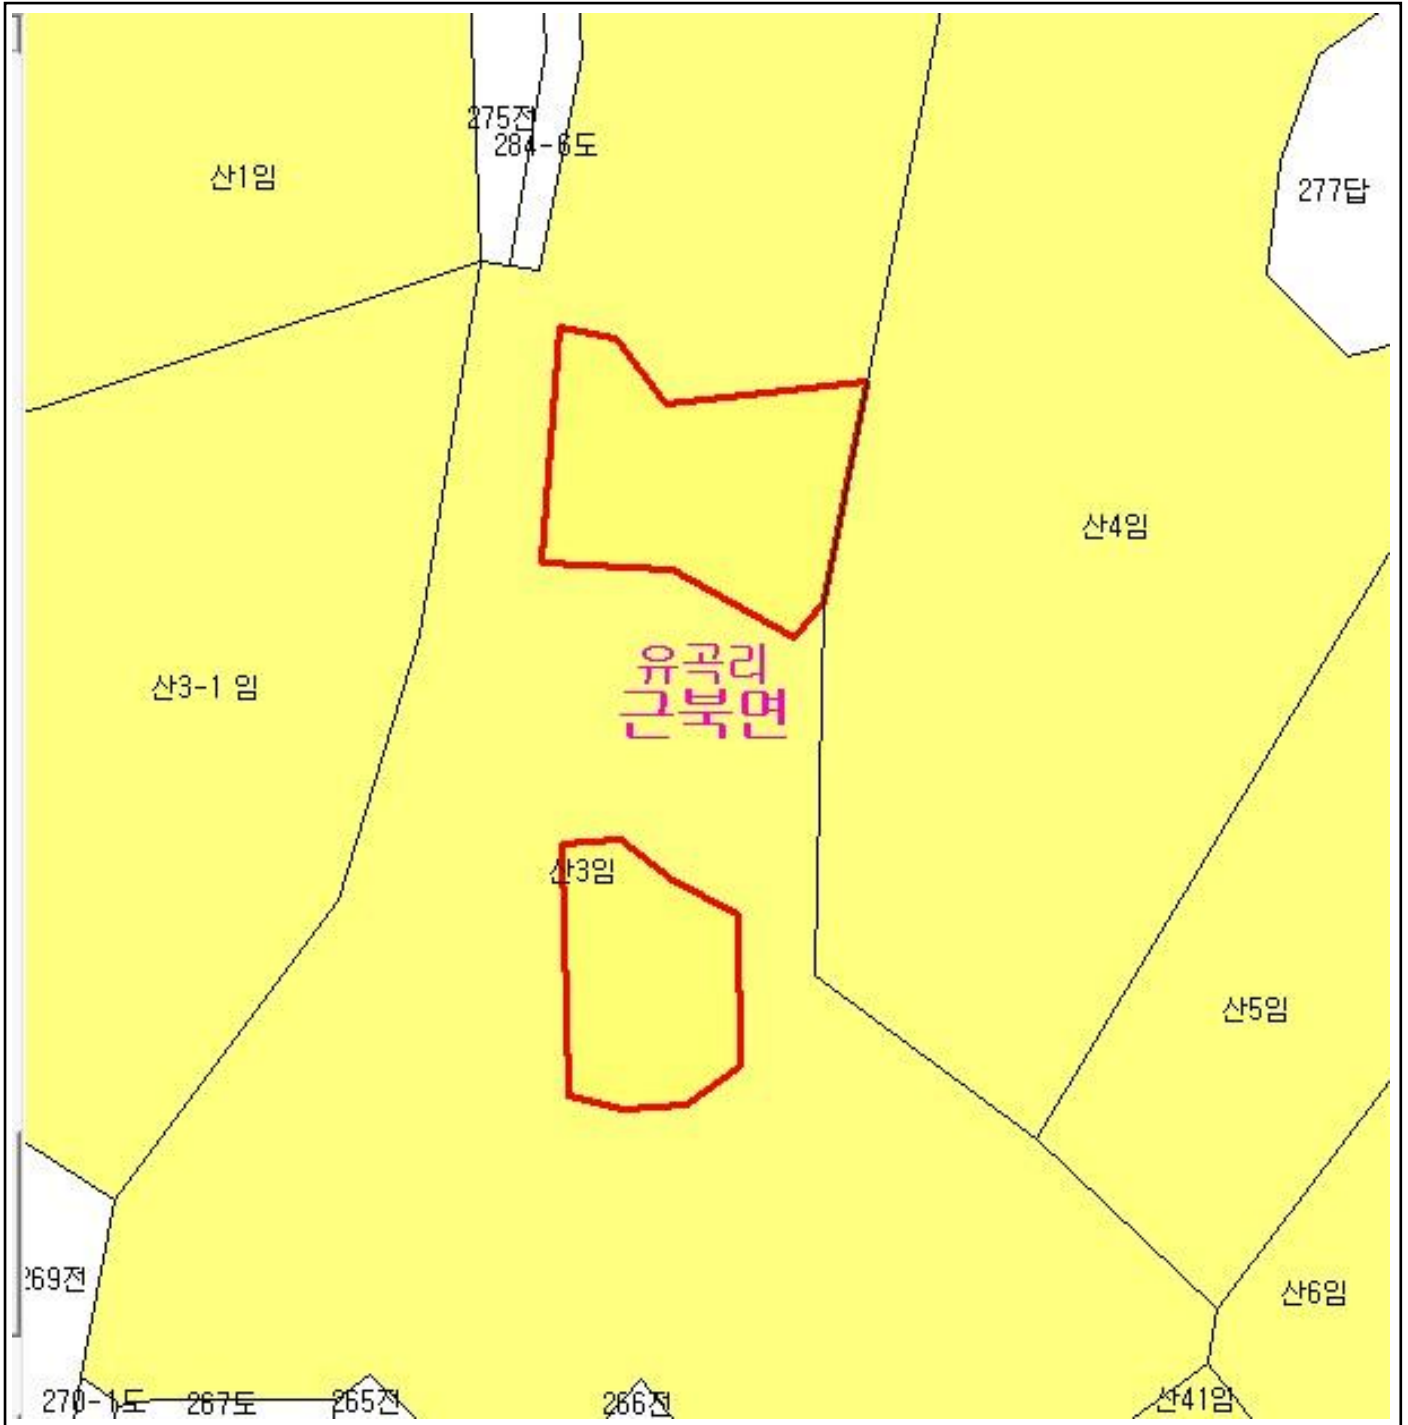 275전
284-6도
산1임
277답
산4임
산3-1 임
유곡리
근북면
산3임
산5임
269전
산6임
270-1도
267도
265전
266전
산41임